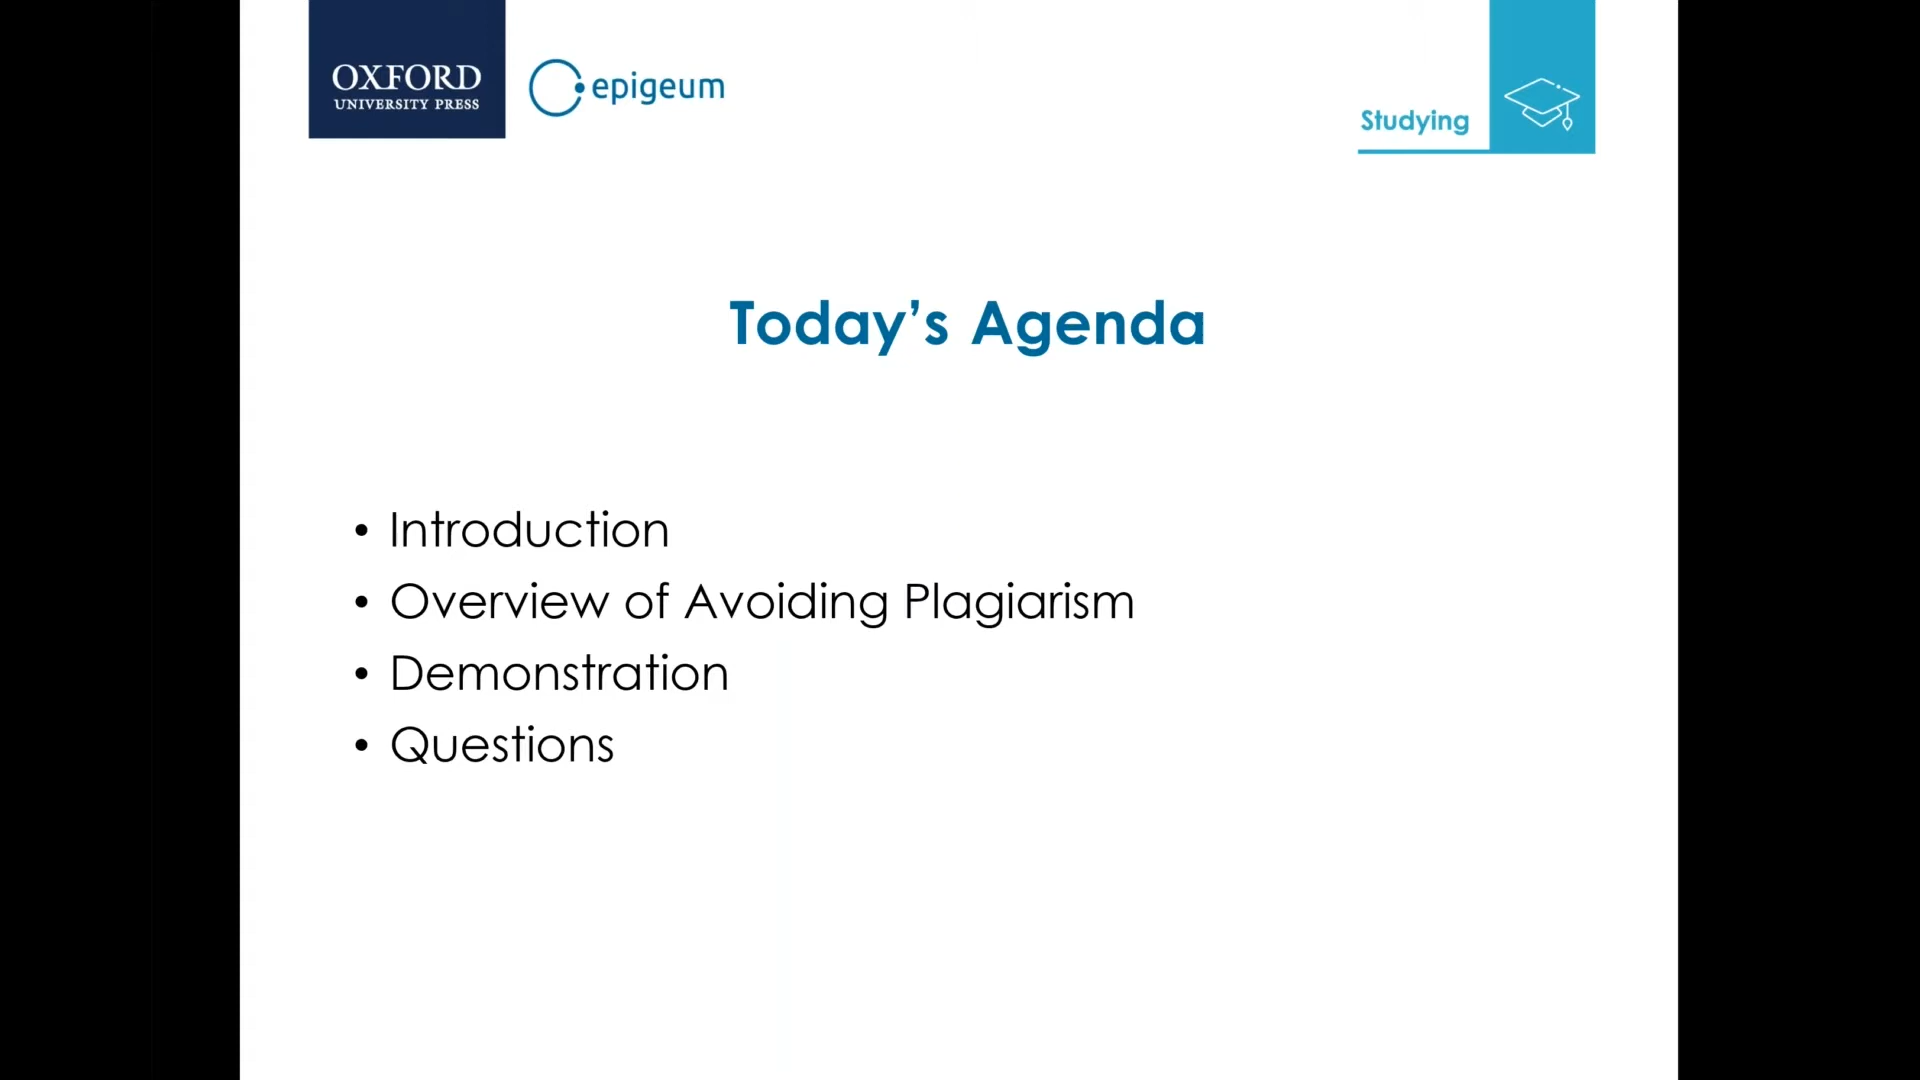 OXFORD
UNIVERSITY PRESS
epigeum
Studying
Today’s Agenda
• Introduction
• Overview of Avoiding Plagiarism
• Demonstration
• Questions